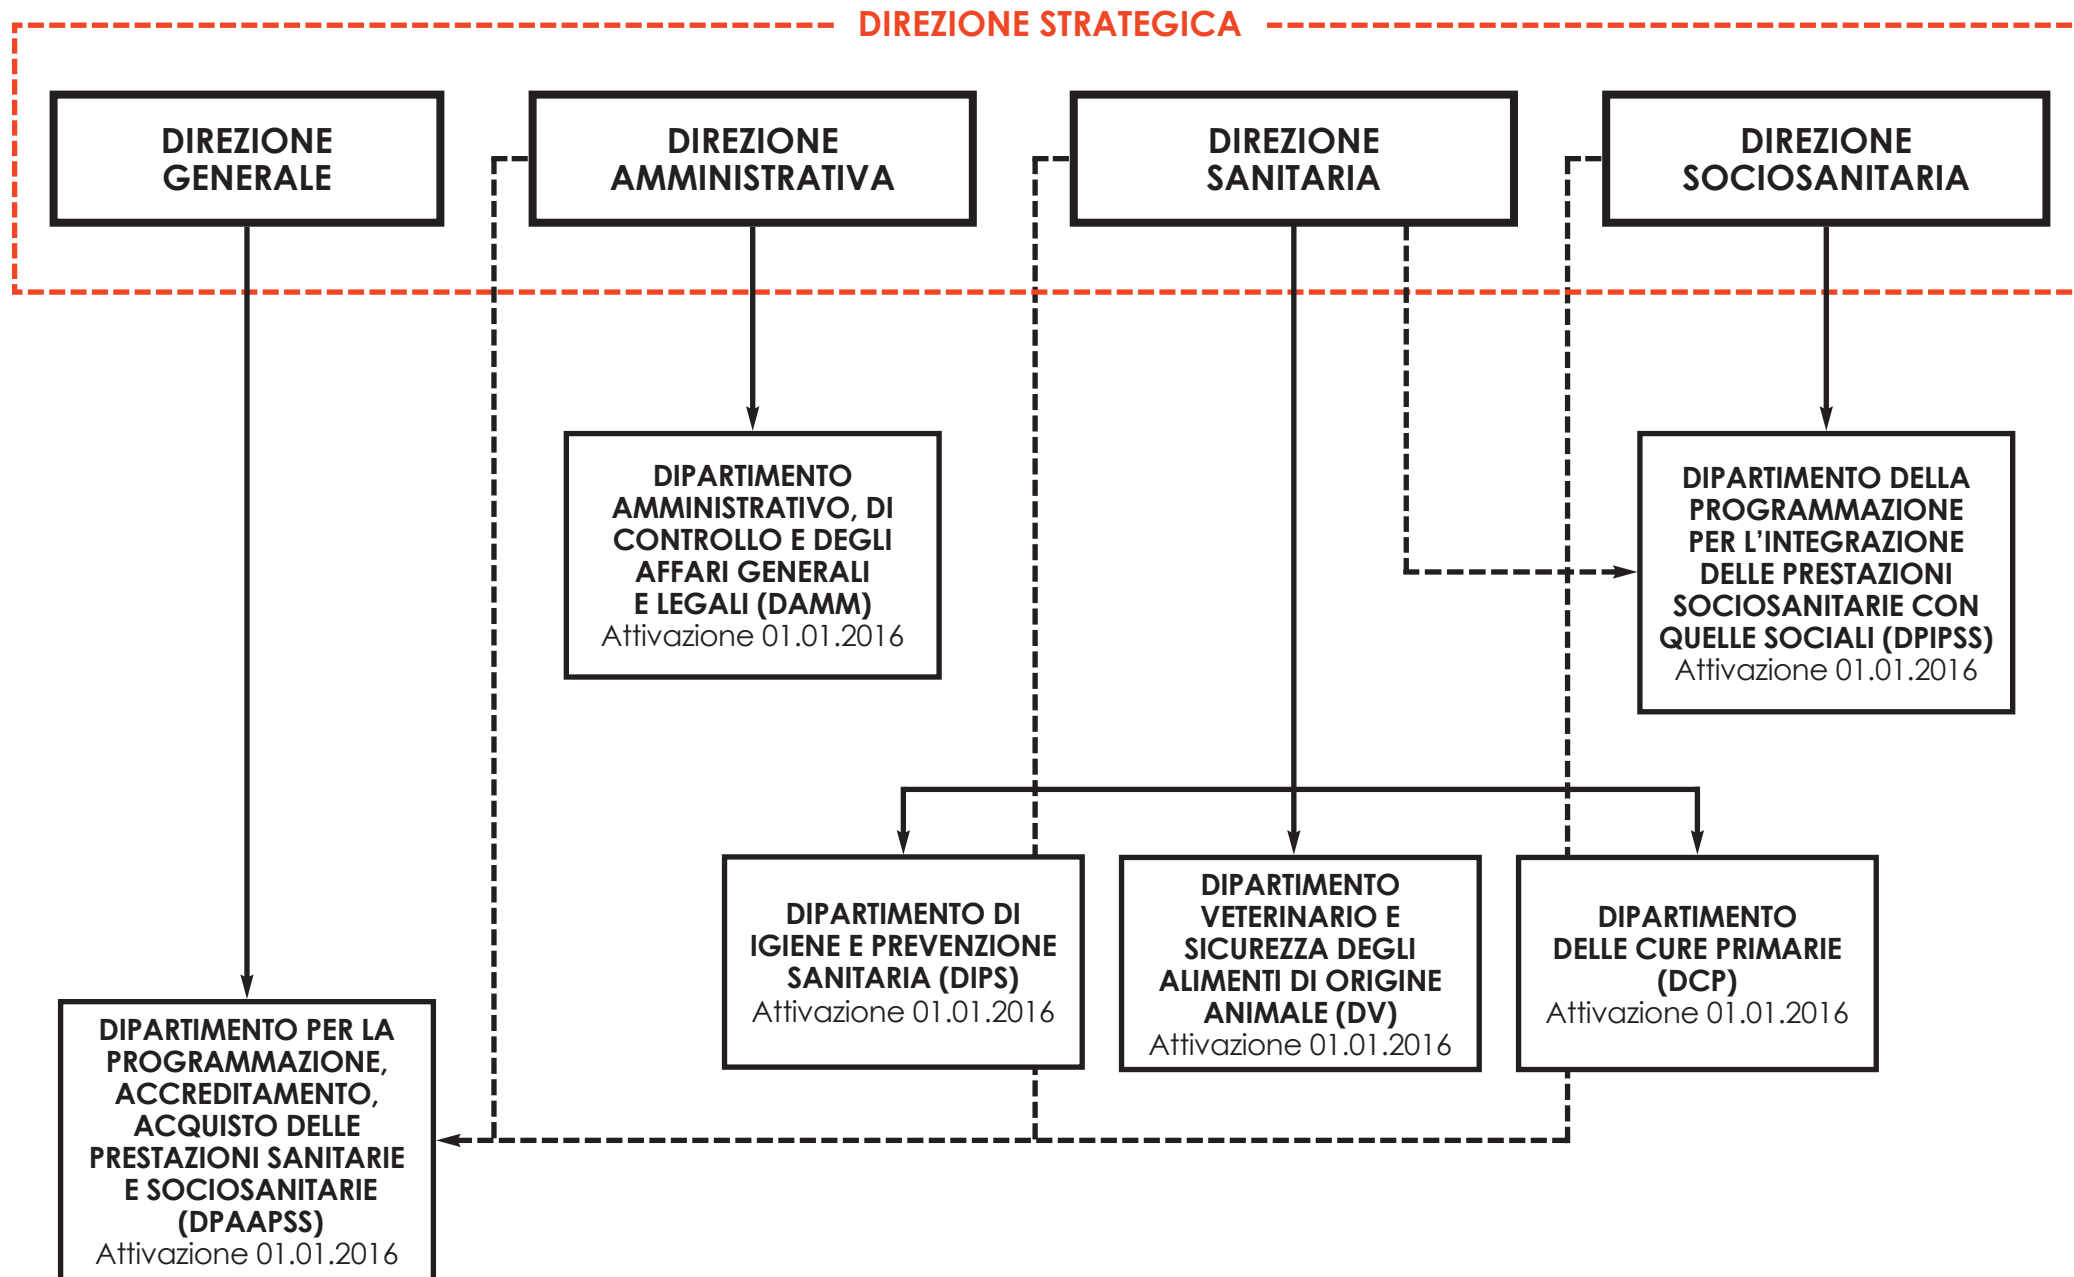 DIREZIONE STRATEGICA
DIREZIONE
GENERALE
DIREZIONE
AMMINISTRATIVA
DIREZIONE
SANITARIA
DIREZIONE
SOCIOSANITARIA
DIPARTIMENTO
AMMINISTRATIVO, DI
CONTROLLO E DEGLI
AFFARI GENERALI
E LEGALI (DAMM)
Attivazione 01.01.2016
DIPARTIMENTO DELLA
PROGRAMMAZIONE
PER L’INTEGRAZIONE
DELLE PRESTAZIONI
SOCIOSANITARIE CON
QUELLE SOCIALI (DPIPSS)
Attivazione 01.01.2016
DIPARTIMENTO DI
IGIENE E PREVENZIONE
SANITARIA (DIPS)
Attivazione 01.01.2016
DIPARTIMENTO
VETERINARIO E
SICUREZZA DEGLI
ALIMENTI DI ORIGINE
ANIMALE (DV)
Attivazione 01.01.2016
DIPARTIMENTO
DELLE CURE PRIMARIE
(DCP)
Attivazione 01.01.2016
DIPARTIMENTO PER LA
PROGRAMMAZIONE,
ACCREDITAMENTO,
ACQUISTO DELLE
PRESTAZIONI SANITARIE
E SOCIOSANITARIE
(DPAAPSS)
Attivazione 01.01.2016